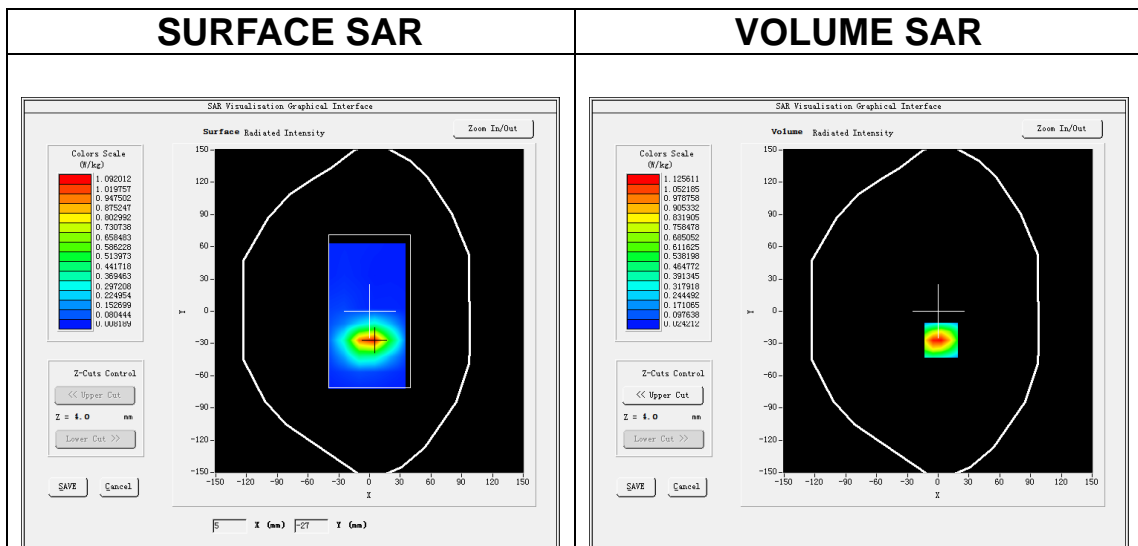 SURFACE SAR
VOLUME SAR
SAR Visualisation Graphical Interface
Surface Radiated Intensity
Zoom In/Out
Colors Scale
(W/kg)
1.092012
1.019757
0.947502
0.875247
0.802992
0.730738
0.658483
0.586228
0.513973
0.441718
0.369463
0.297208
0.224954
0.152699
0.080444
0.008189
150
120
90
60
30
0
-30
-60
-90
-120
-150
Y
-150 -120 -90 -60 -30 0 30 60 90 120 150
X
Z-Cuts Control
<< Upper Cut
Z = 4.0 mm
Lower Cut >>
SAVE Cancel
5 X (mm) -27 Y (mm)
SAR Visualisation Graphical Interface
Volume Radiated Intensity
Zoom In/Out
Colors Scale
(W/kg)
1.125611
1.052185
0.978758
0.905332
0.831905
0.758478
0.685052
0.611625
0.538198
0.464772
0.391345
0.317918
0.244492
0.171065
0.097638
0.024212
150
120
90
60
30
0
-30
-60
-90
-120
-150
Y
-150 -120 -90 -60 -30 0 30 60 90 120 150
X
Z-Cuts Control
<< Upper Cut
Z = 4.0 mm
Lower Cut >>
SAVE Cancel